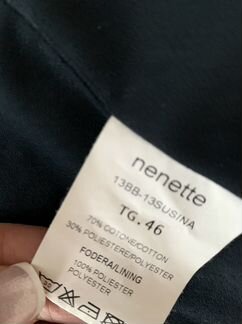 nenette
13BB-13SUSINA
TG. 46
70% COTONE/COTTON
30% POLIESTERE/POLYESTER
FODERA/LINING
100% POLIESTERE
POLYESTER